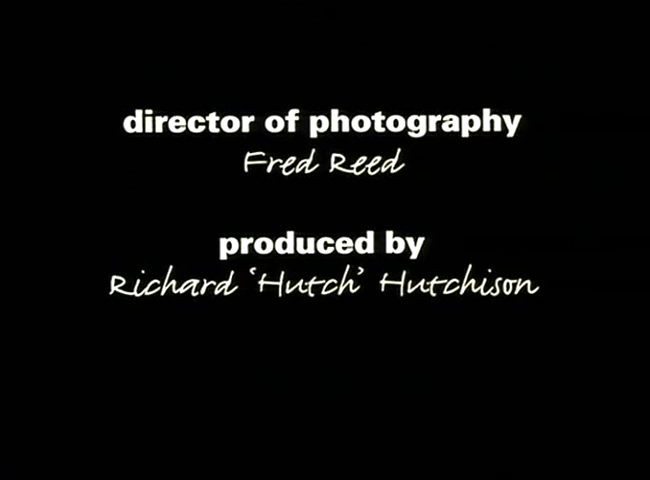 director of photography
Fred Reed
produced by
Richard ‘Hutch’ Hutchison